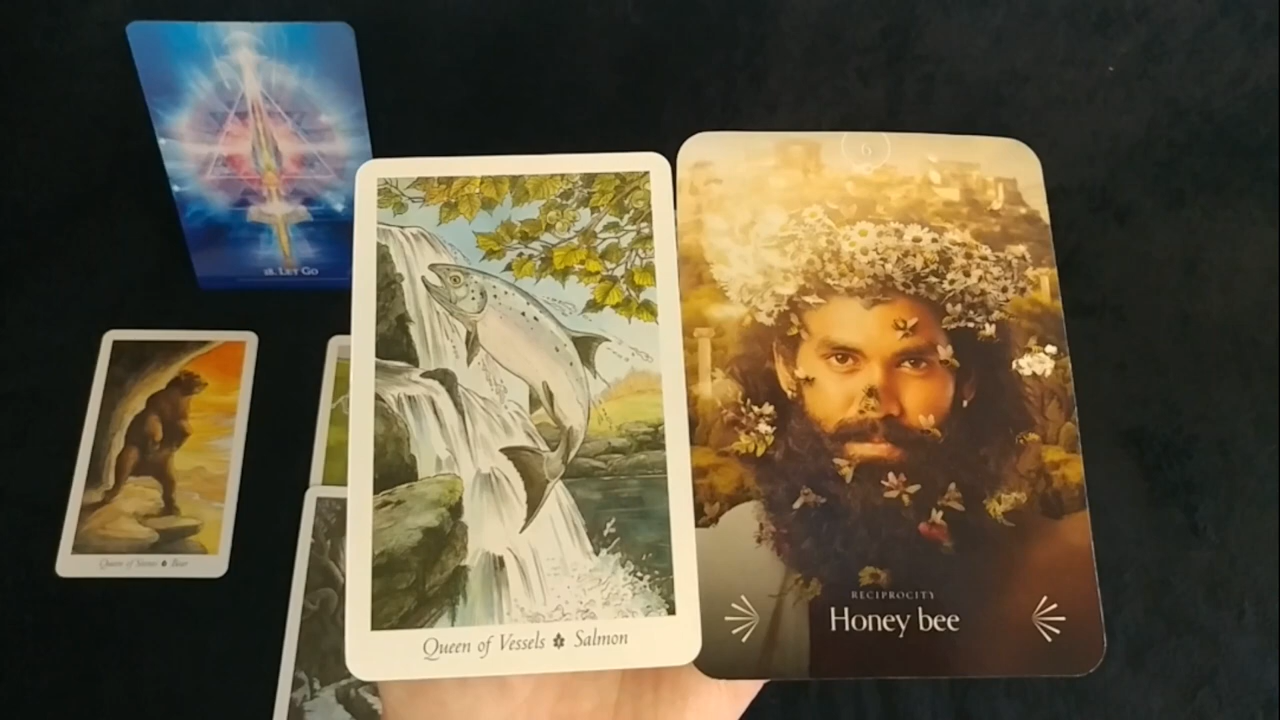 18. Let Go
6
Queen of Stones Bear
Queen of Vessels Salmon
RECIPROCITY
Honey bee